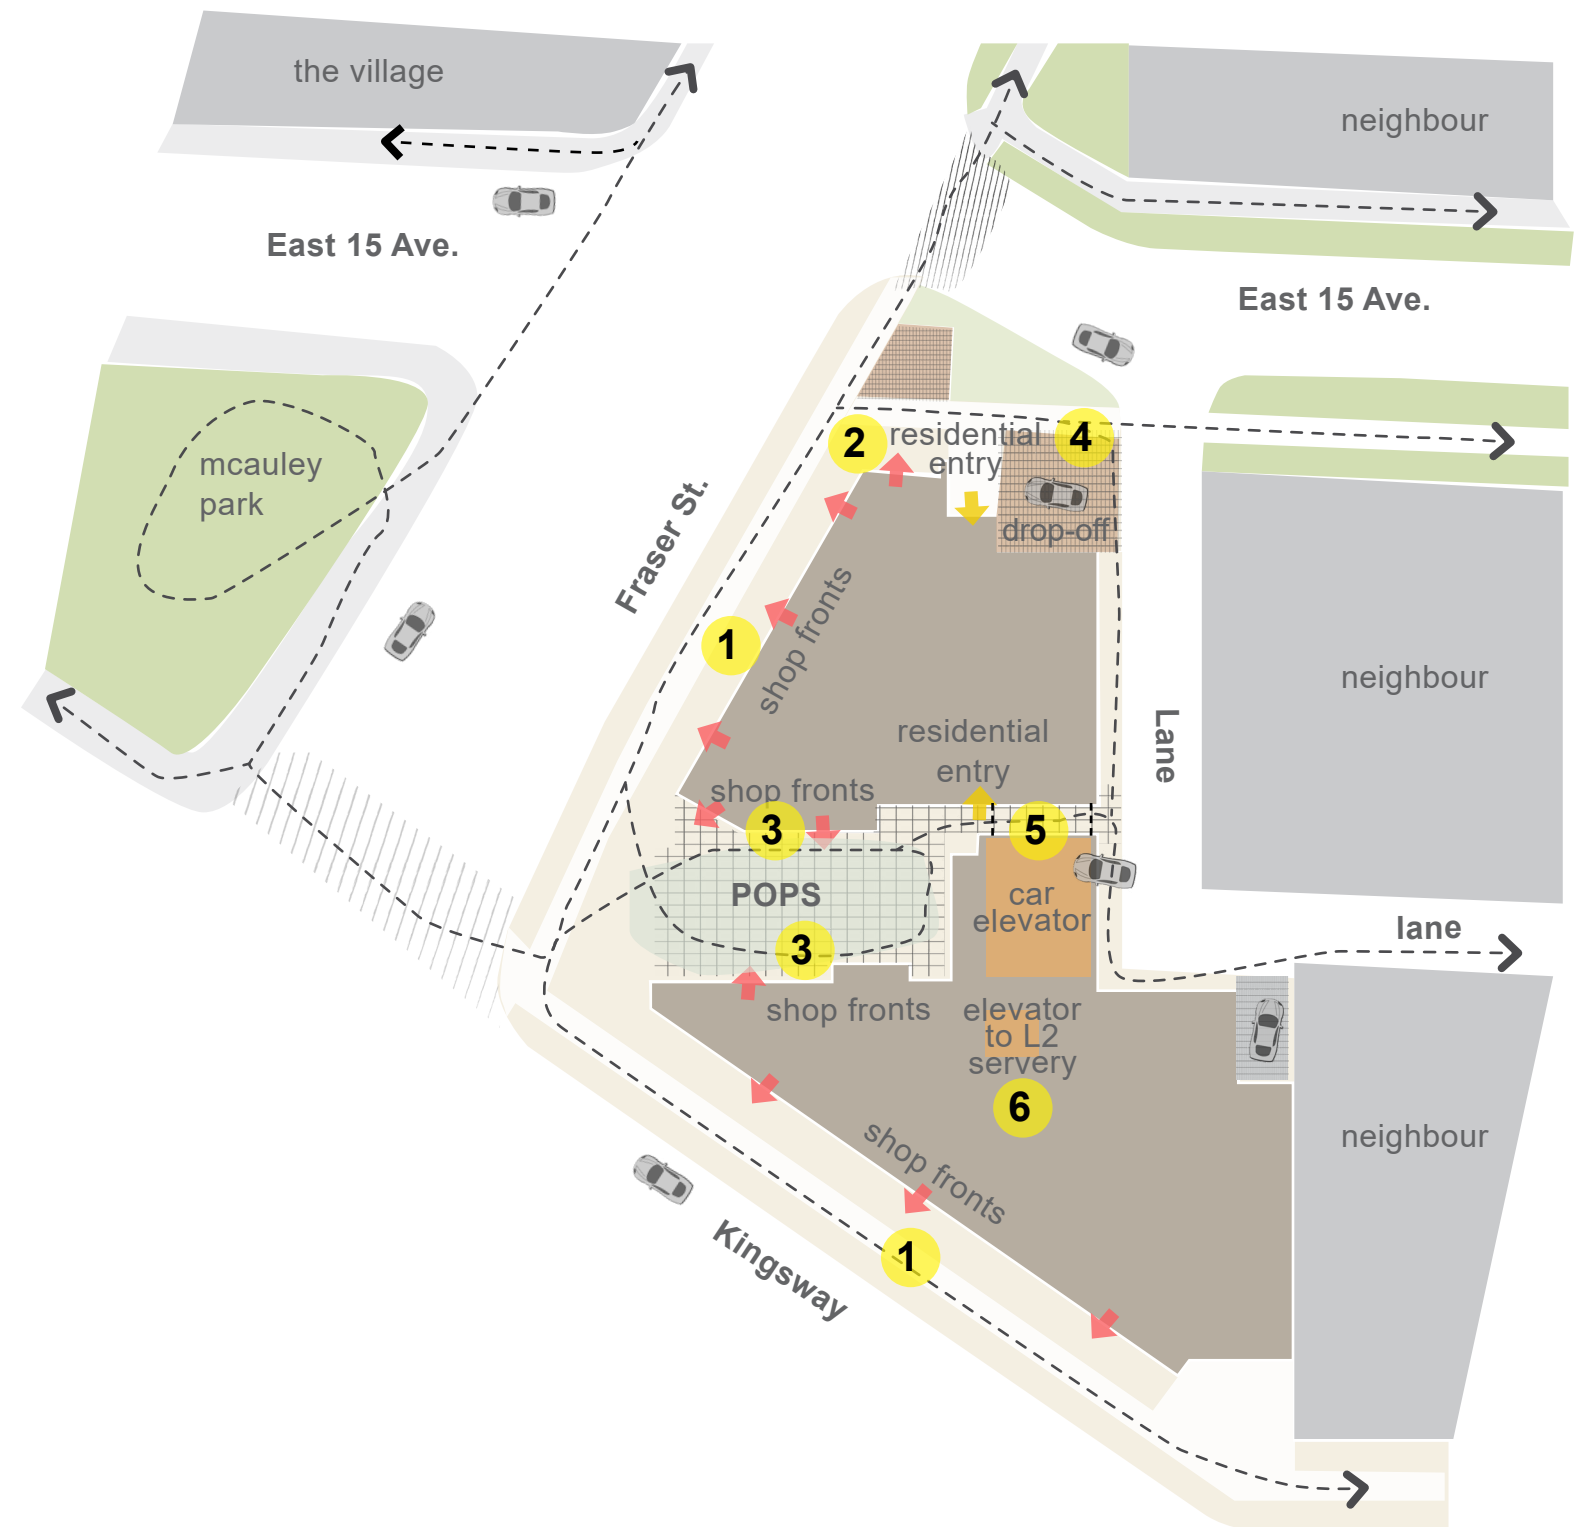 the village
neighbour
East 15 Ave.
East 15 Ave.
mcauley
park
2
residential
entry
4
drop-off
Fraser St.
shop fronts
1
neighbour
Lane
residential
entry
shop fronts
3
5
POPS
car
elevator
lane
3
shop fronts
elevator
to L2
servery
6
neighbour
shop fronts
Kingsway
1